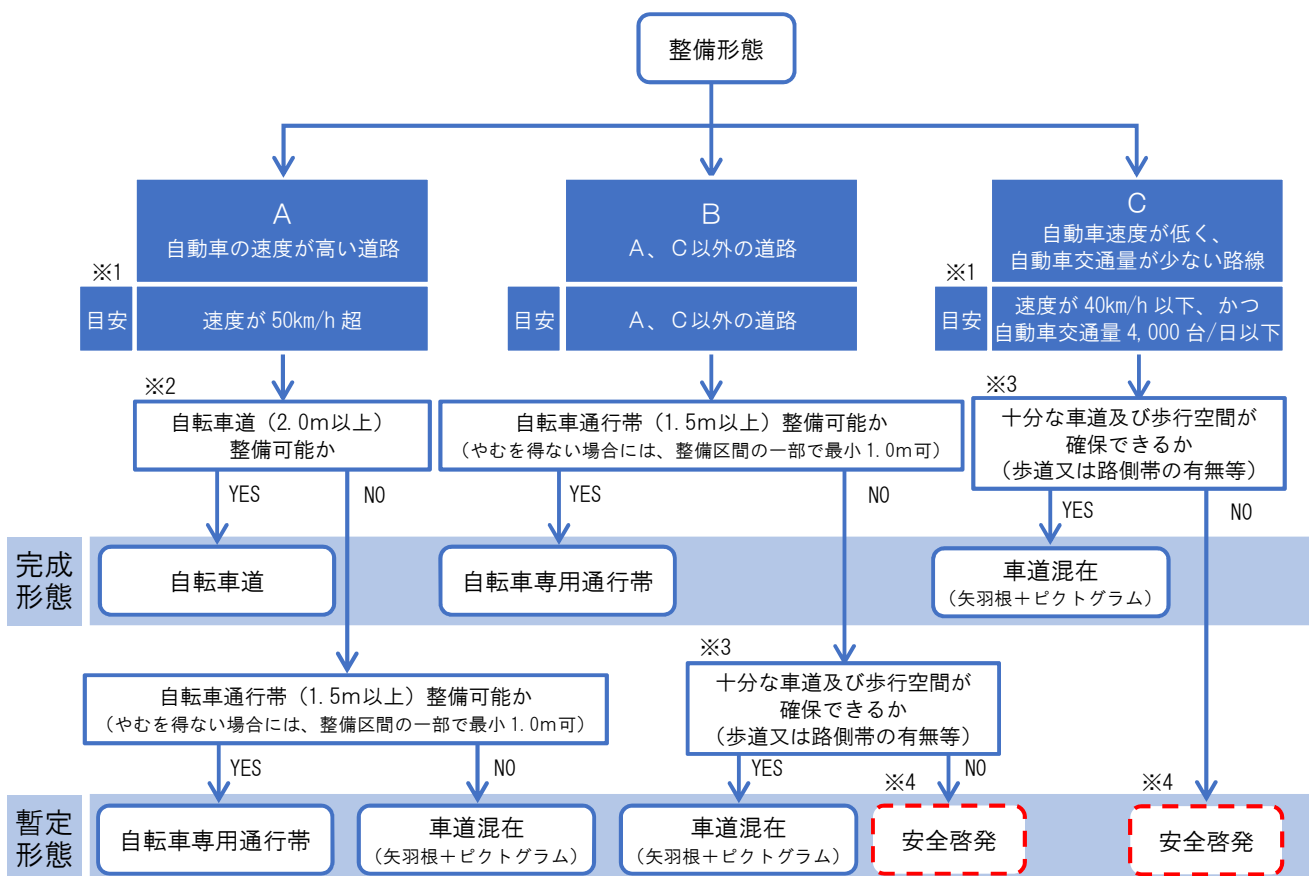 整備形態
A
自動車の速度が高い道路
B
A、C以外の道路
C
自動車速度が低く、
自動車交通量が少ない路線
※1
目安
速度が 50km/h 超
目安
A、C以外の道路
※1
目安
速度が 40km/h 以下、かつ
自動車交通量 4,000 台/日以下
※2
自転車道（2.0m以上）
整備可能か
自転車通行帯（1.5m以上）整備可能か
（やむを得ない場合には、整備区間の一部で最小 1.0m可）
※3
十分な車道及び歩行空間が
確保できるか
（歩道又は路側帯の有無等）
YES
NO
YES
NO
YES
NO
完成
形態
自転車道
自転車専用通行帯
車道混在
（矢羽根＋ピクトグラム）
自転車通行帯（1.5m以上）整備可能か
（やむを得ない場合には、整備区間の一部で最小 1.0m可）
※3
十分な車道及び歩行空間が
確保できるか
（歩道又は路側帯の有無等）
YES
NO
YES
NO
※4
※4
暫定
形態
自転車専用通行帯
車道混在
（矢羽根＋ピクトグラム）
車道混在
（矢羽根＋ピクトグラム）
安全啓発
安全啓発